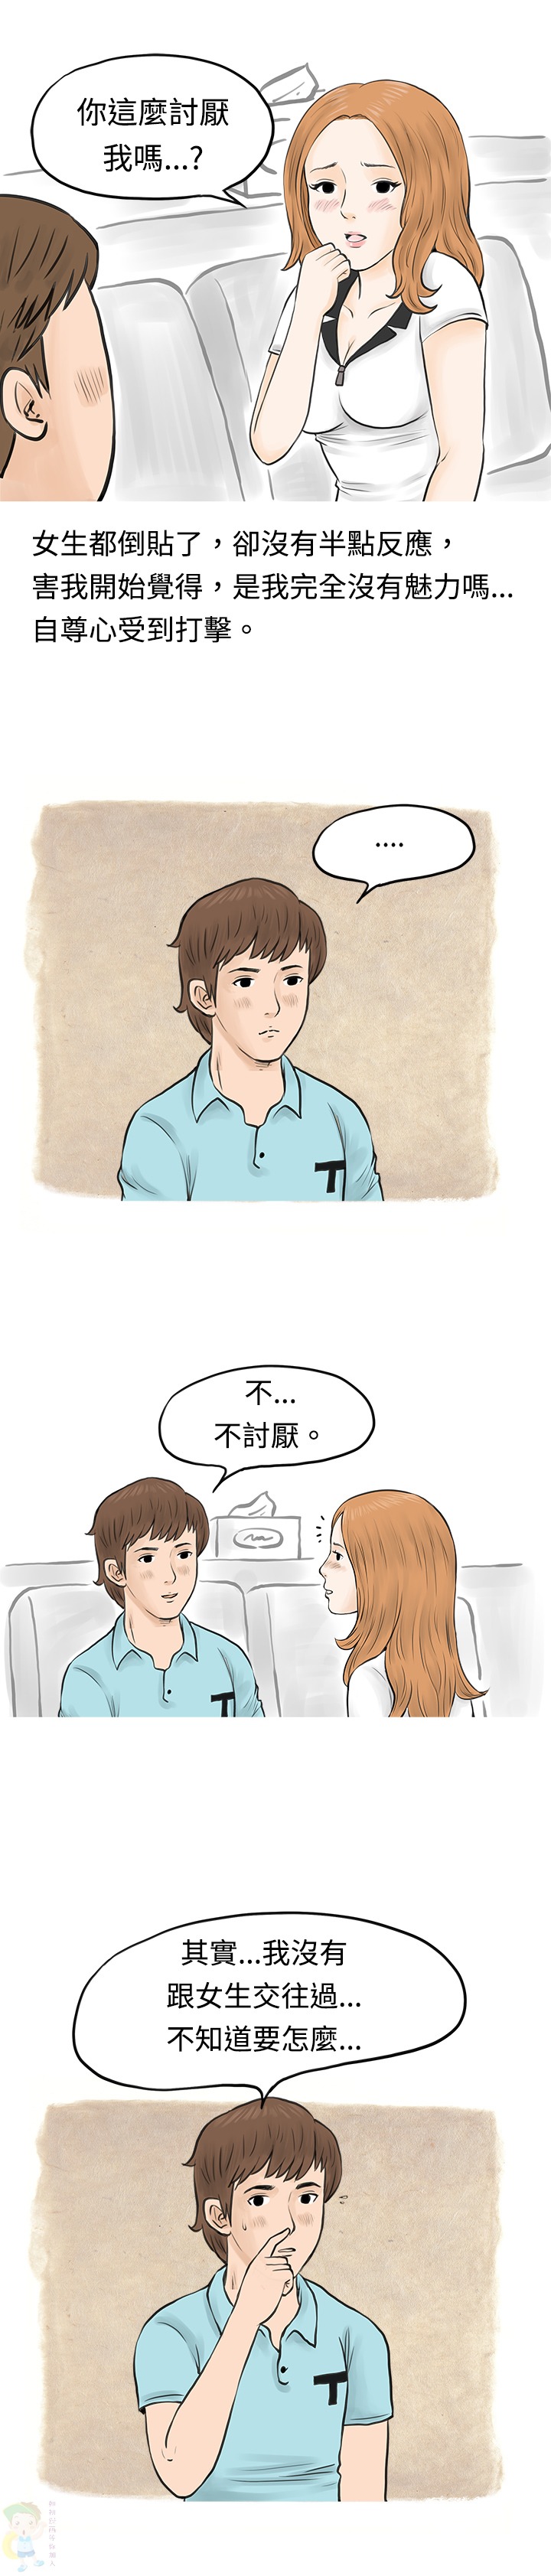 你這麼討厭
我嗎...?
女生都倒貼了，卻沒有半點反應，
害我開始覺得，是我完全沒有魅力嗎...
自尊心受到打擊。
....
T
不...
不討厭。
T
其實...我沒有
跟女生交往過...
不知道要怎麼...
T